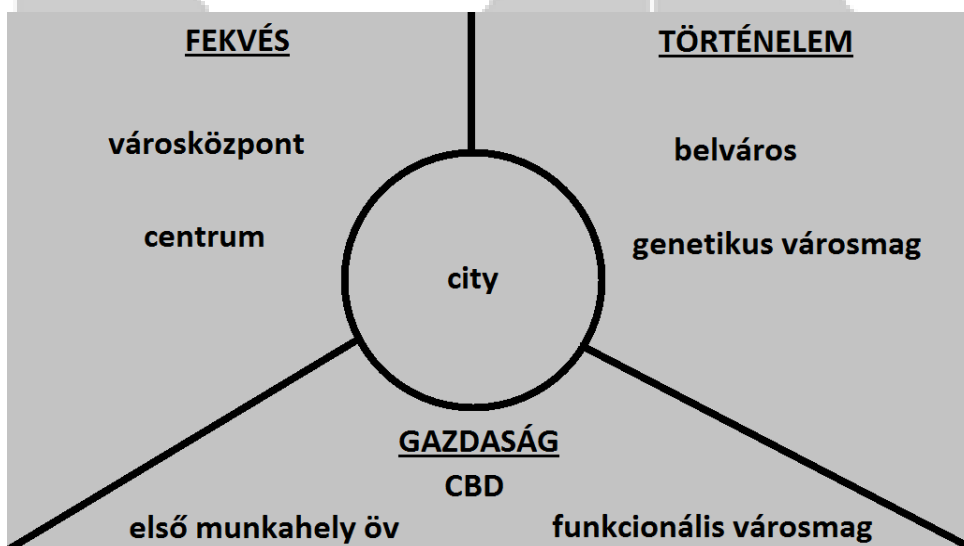 FEKVÉS
városközpont
centrum
TÖRTÉNELEM
belváros
genetikus városmag
city
GAZDASÁG
CBD
első munkahely öv
funkcionális városmag